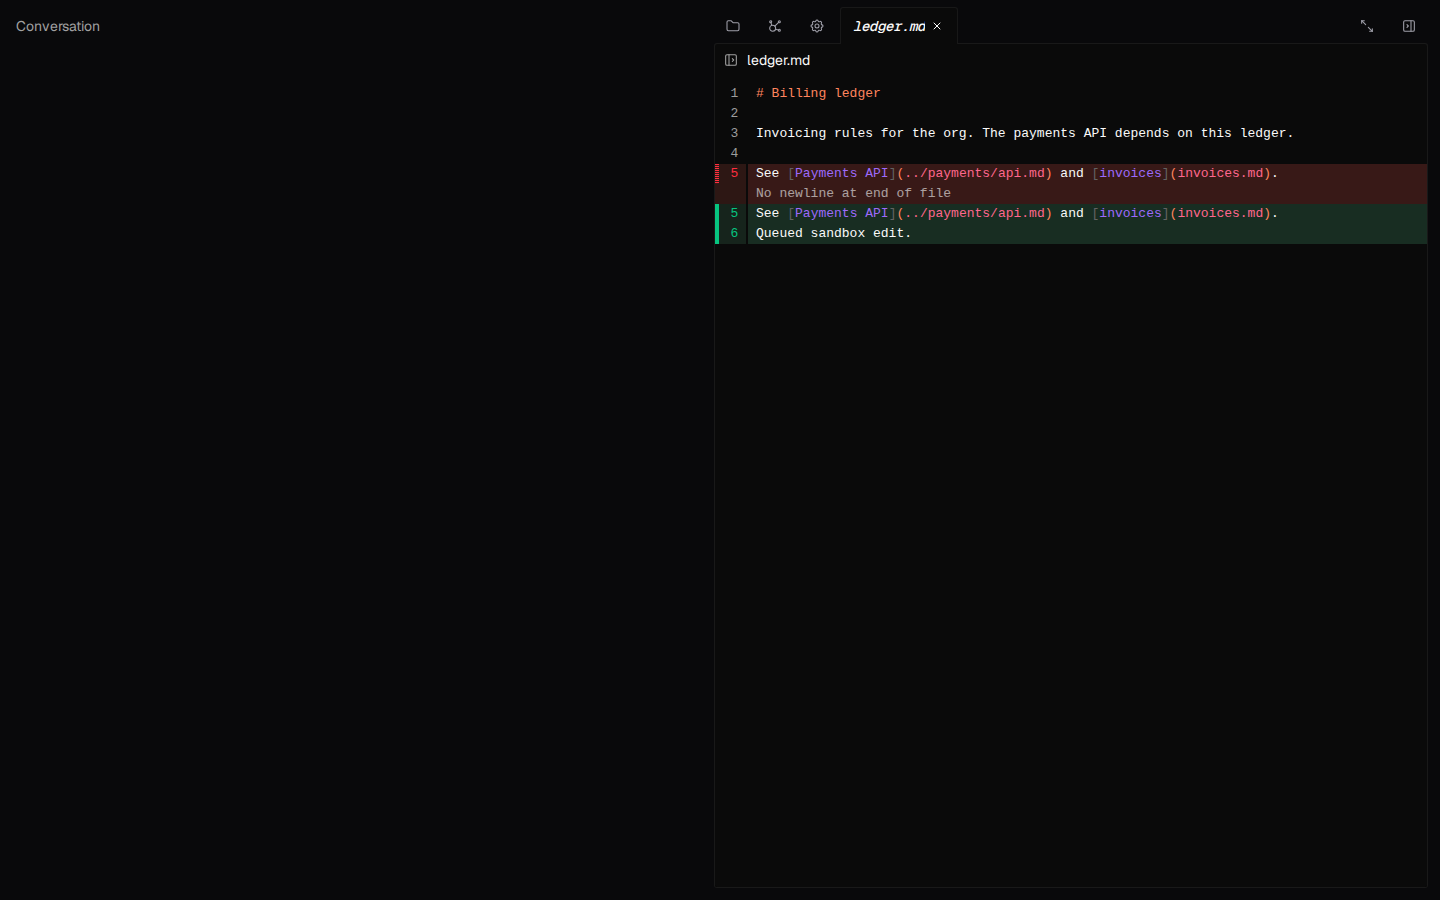 Conversation
ledger.md
ledger.md
1 # Billing ledger
2
3 Invoicing rules for the org. The payments API depends on this ledger.
4
5 See [Payments API](../payments/api.md) and [invoices](invoices.md).
No newline at end of file
5 See [Payments API](../payments/api.md) and [invoices](invoices.md).
6 Queued sandbox edit.